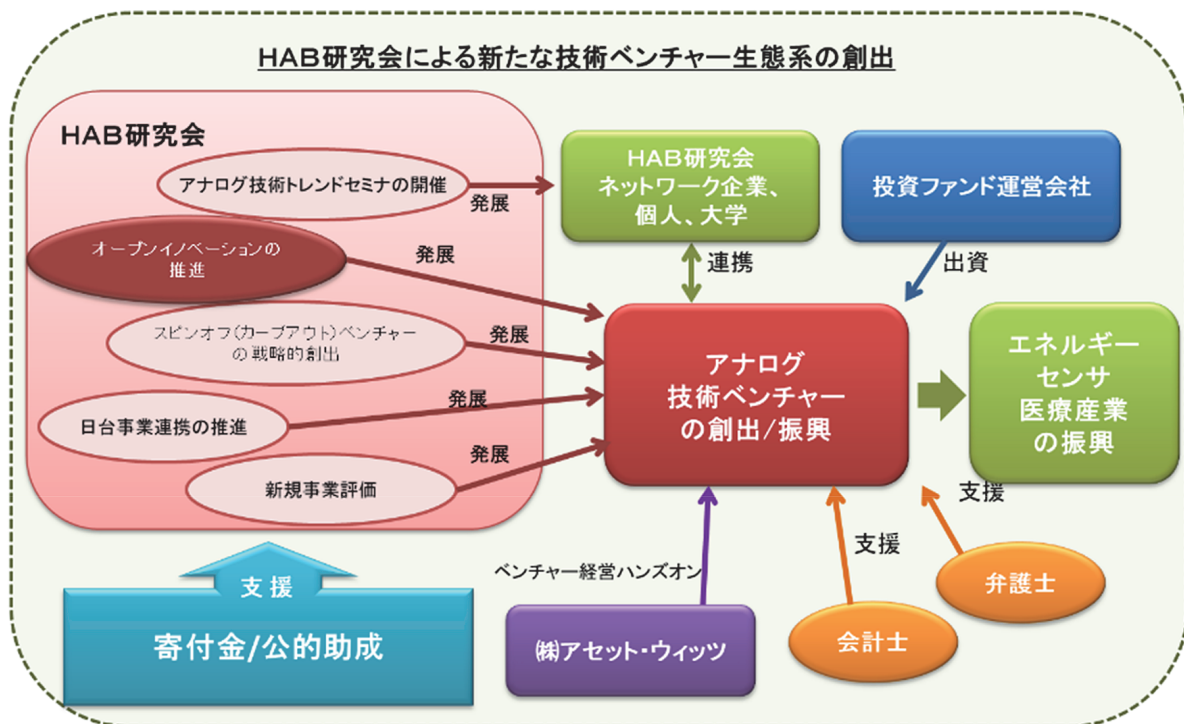 HAB研究会による新たな技術ベンチャー生態系の創出
HAB研究会
アナログ技術トレンドセミナの開催
発展
オープンイノベーションの
推進
発展
スピンオフ(カーブアウト)ベンチャー
の戦略的創出
発展
日台事業連携の推進
発展
新規事業評価
発展
HAB研究会
ネットワーク企業、
個人、大学
連携
投資ファンド運営会社
出資
アナログ
技術ベンチャー
の創出/振興
エネルギー
センサ
医療産業
の振興
支援
寄付金/公的助成
ベンチャー経営ハンズオン
㈱アセット・ウィッツ
支援
会計士
支援
弁護士